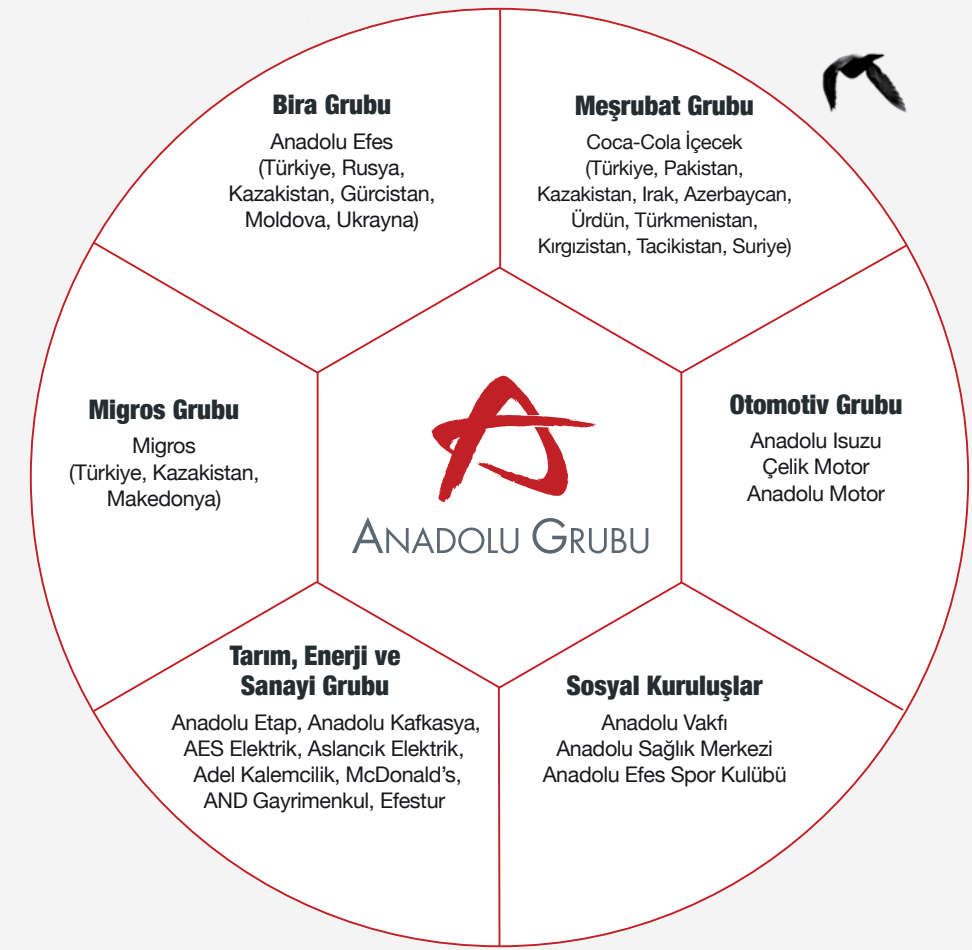 Bira Grubu
Anadolu Efes
(Türkiye, Rusya,
Kazakistan, Gürcistan,
Moldova, Ukrayna)
Meşrubat Grubu
Coca-Cola İçecek
(Türkiye, Pakistan,
Kazakistan, Irak, Azerbaycan,
Ürdün, Türkmenistan,
Kırgızistan, Tacikistan, Suriye)
Migros Grubu
Migros
(Türkiye, Kazakistan,
Makedonya)
ANADOLU GRUBU
Otomotiv Grubu
Anadolu Isuzu
Çelik Motor
Anadolu Motor
Tarım, Enerji ve
Sanayi Grubu
Anadolu Etap, Anadolu Kafkasya,
AES Elektrik, Aslancık Elektrik,
Adel Kalemcilik, McDonald's,
AND Gayrimenkul, Efestur
Sosyal Kuruluşlar
Anadolu Vakfı
Anadolu Sağlık Merkezi
Anadolu Efes Spor Kulübü